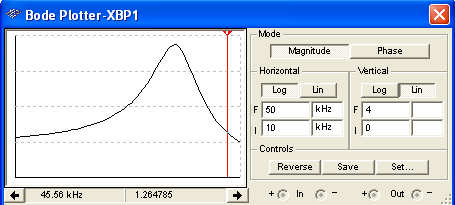 Bode Plotter-XBP1
Mode
Magnitude Phase
Horizontal Vertical
Log Lin Log Lin
F 50 kHz F 4
I 10 kHz I 0
Controls
Reverse Save Set...
45.56 kHz 1.264785
+ In − + Out −